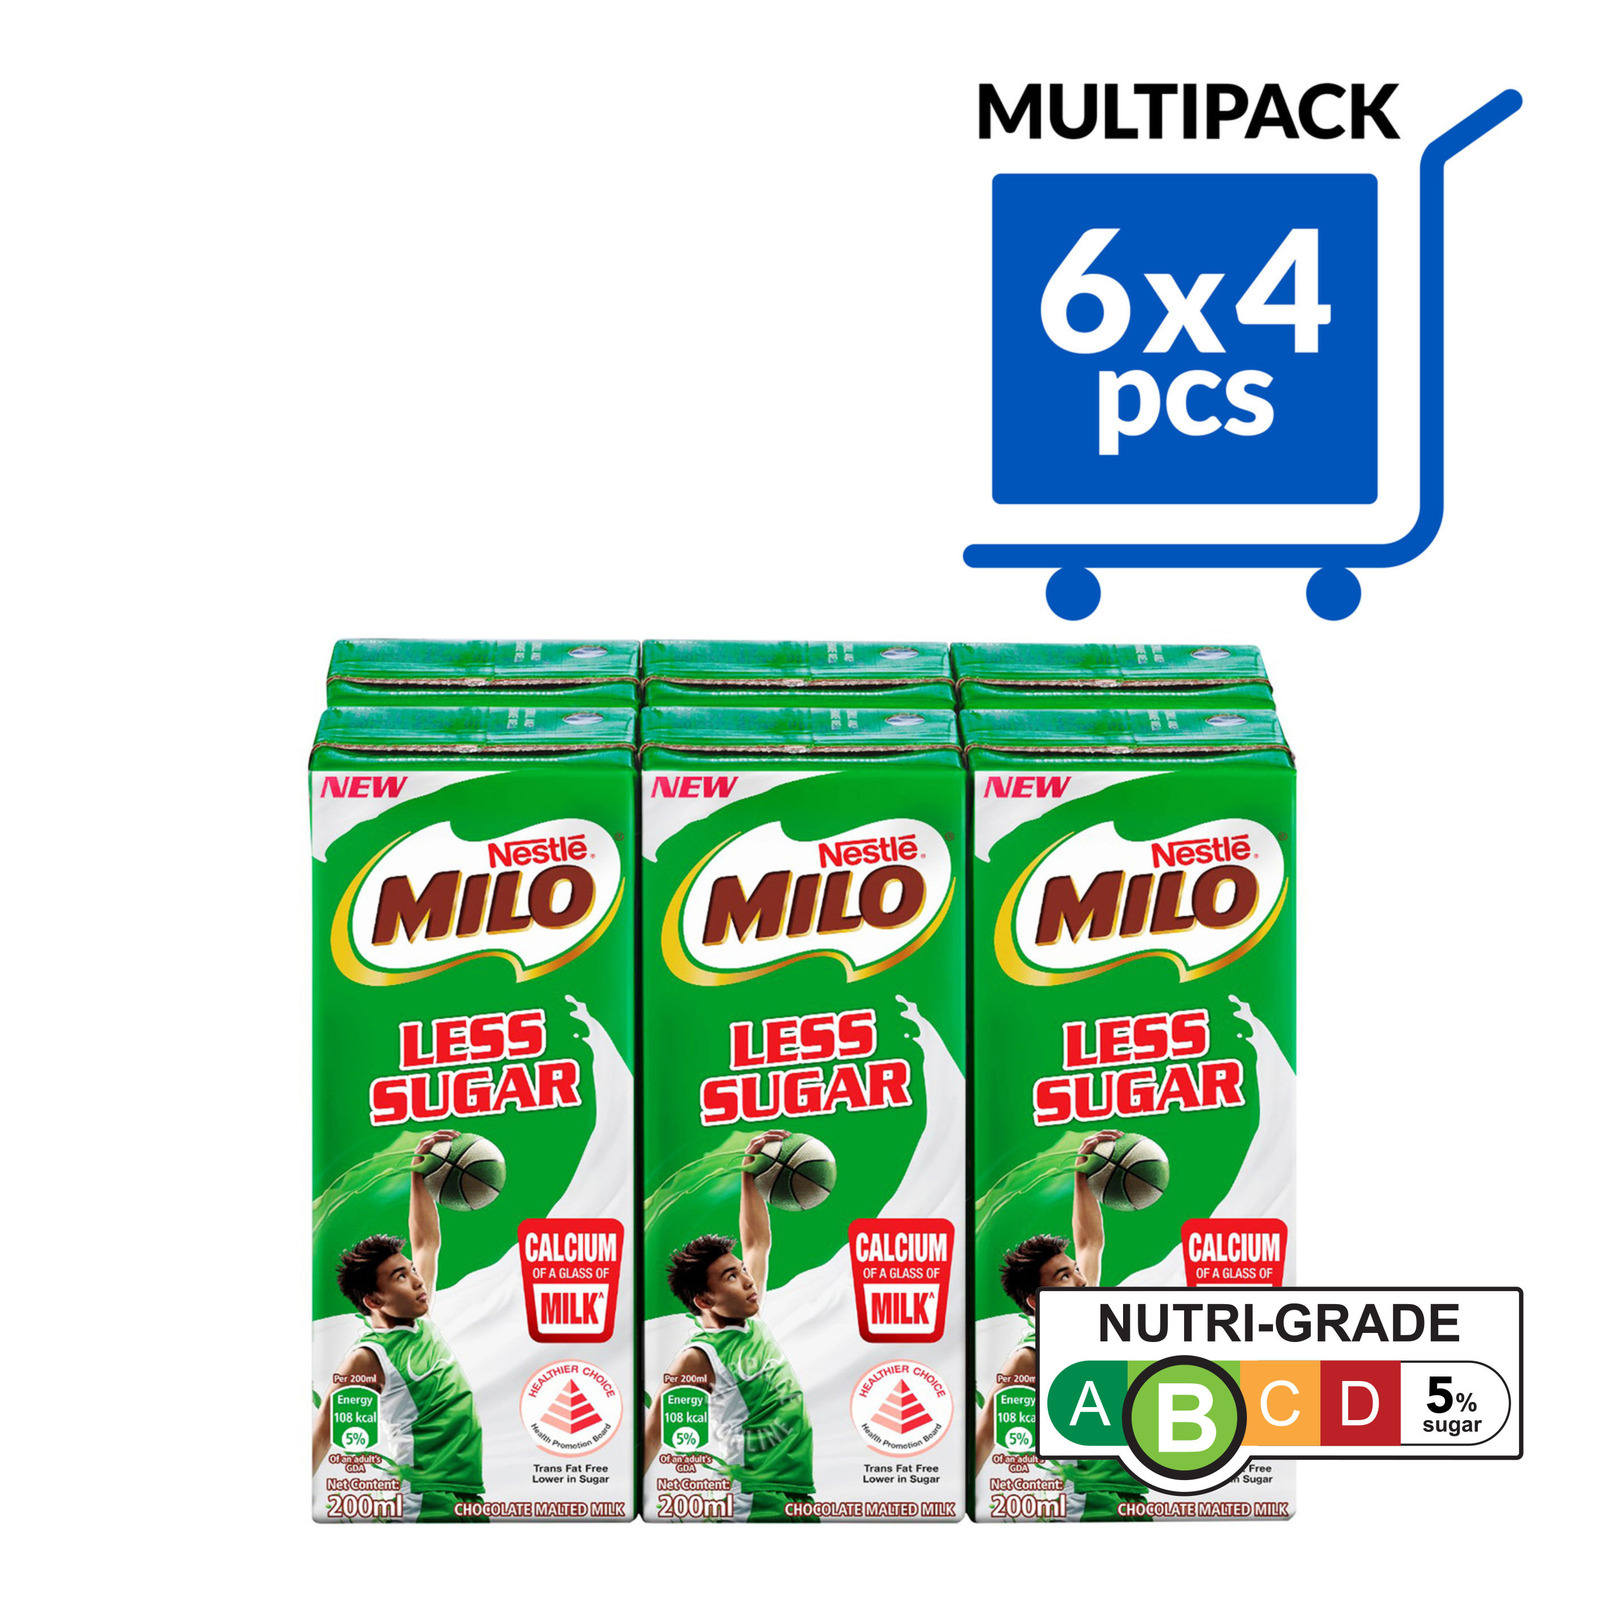 MULTIPACK
6x4
pcs
NEW
Nestlé®
MILO
LESS
SUGAR
CALCIUM
OF A GLASS OF
MILK^
HEALTHIER CHOICE
Health Promotion Board
Trans Fat Free
Lower in Sugar
Per 200ml
Energy
108 kcal
5%
Of an adult's
GDA
Net Content:
200ml
CHOCOLATE MALTED MILK
NEW
Nestlé®
MILO
LESS
SUGAR
CALCIUM
OF A GLASS OF
MILK^
HEALTHIER CHOICE
Health Promotion Board
Trans Fat Free
Lower in Sugar
Per 200ml
Energy
108 kcal
5%
Of an adult's
GDA
Net Content:
200ml
CHOCOLATE MALTED MILK
NEW
Nestlé®
MILO
LESS
SUGAR
CALCIUM
OF A GLASS OF
Energy
5%
GDA
Net Content:
200ml
Sugar
CHOCOLATE MALTED MILK
NUTRI-GRADE
A B C D 5%
sugar